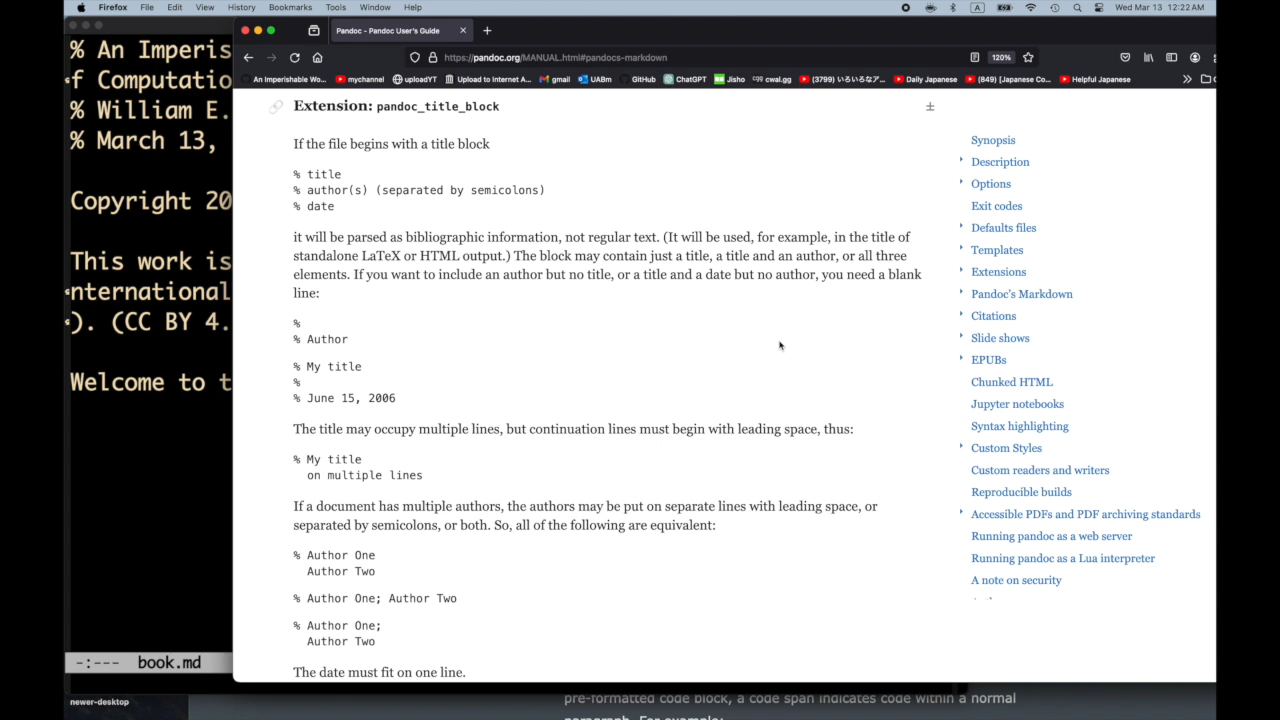 Firefox File Edit View History Bookmarks Tools Window Help A Wed Mar 13 12:22 AM
Pandoc - Pandoc User's Guide
https://pandoc.org/MANUAL.html#pandocs-markdown 120%
An Imperishable Wo... mychannel uploadYT Upload to Internet A... gmail UABm GitHub ChatGPT Jisho cwal.gg (3799) いろいろなア... Daily Japanese (849) [Japanese Co... Helpful Japanese
% An Imperis
f Computatio
% William E.
% March 13,
Copyright 20
This work is
nternational
). (CC BY 4.
Welcome to t
-:--- book.md
newer-desktop
Extension: pandoc_title_block
±
If the file begins with a title block
% title
% author(s) (separated by semicolons)
% date
it will be parsed as bibliographic information, not regular text. (It will be used, for example, in the title of
standalone LaTeX or HTML output.) The block may contain just a title, a title and an author, or all three
elements. If you want to include an author but no title, or a title and a date but no author, you need a blank
line:
%
% Author
% My title
%
% June 15, 2006
The title may occupy multiple lines, but continuation lines must begin with leading space, thus:
% My title
on multiple lines
If a document has multiple authors, the authors may be put on separate lines with leading space, or
separated by semicolons, or both. So, all of the following are equivalent:
% Author One
Author Two
% Author One; Author Two
% Author One;
Author Two
The date must fit on one line.
Synopsis
Description
Options
Exit codes
Defaults files
Templates
Extensions
Pandoc's Markdown
Citations
Slide shows
EPUBs
Chunked HTML
Jupyter notebooks
Syntax highlighting
Custom Styles
Custom readers and writers
Reproducible builds
Accessible PDFs and PDF archiving standards
Running pandoc as a web server
Running pandoc as a Lua interpreter
A note on security
pre-formatted code block, a code span indicates code within a normal
paragraph. For example: